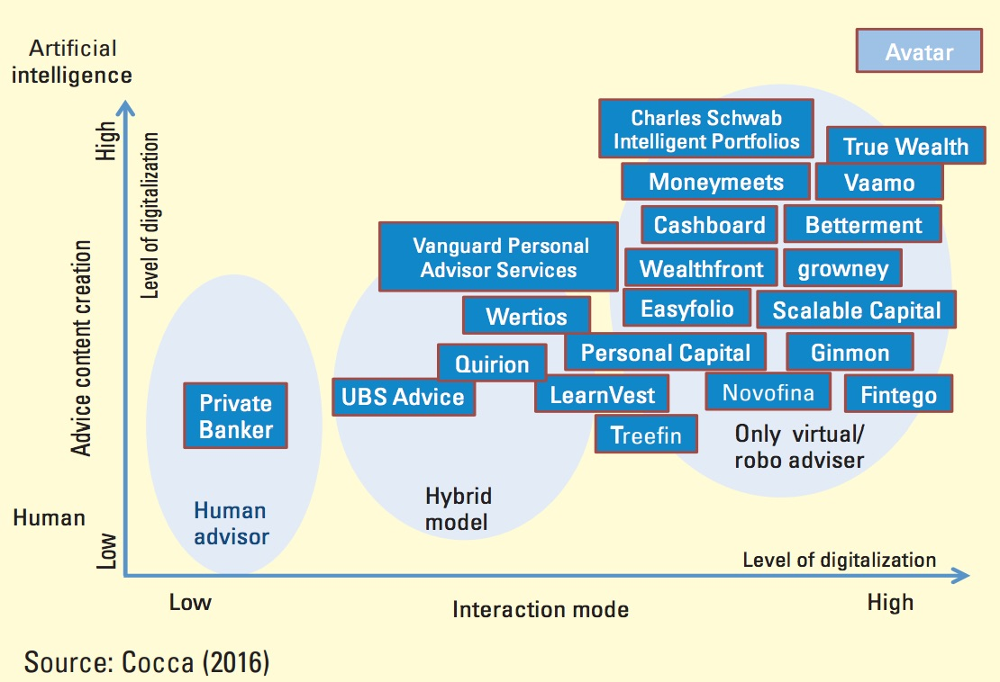 Artificial
intelligence
Avatar
High
Level of digitalization
Charles Schwab
Intelligent Portfolios
True Wealth
Moneymeets
Vaamo
Cashboard
Betterment
Vanguard Personal
Advisor Services
Wealthfront
growney
Wertios
Easyfolio
Scalable Capital
Advice content creation
Personal Capital
Ginmon
Quirion
UBS Advice
LearnVest
Novofina
Fintego
Private
Banker
Treefin
Only virtual/
robo adviser
Hybrid
model
Human
advisor
Human
Low
Level of digitalization
Low
Interaction mode
High
Source: Cocca (2016)